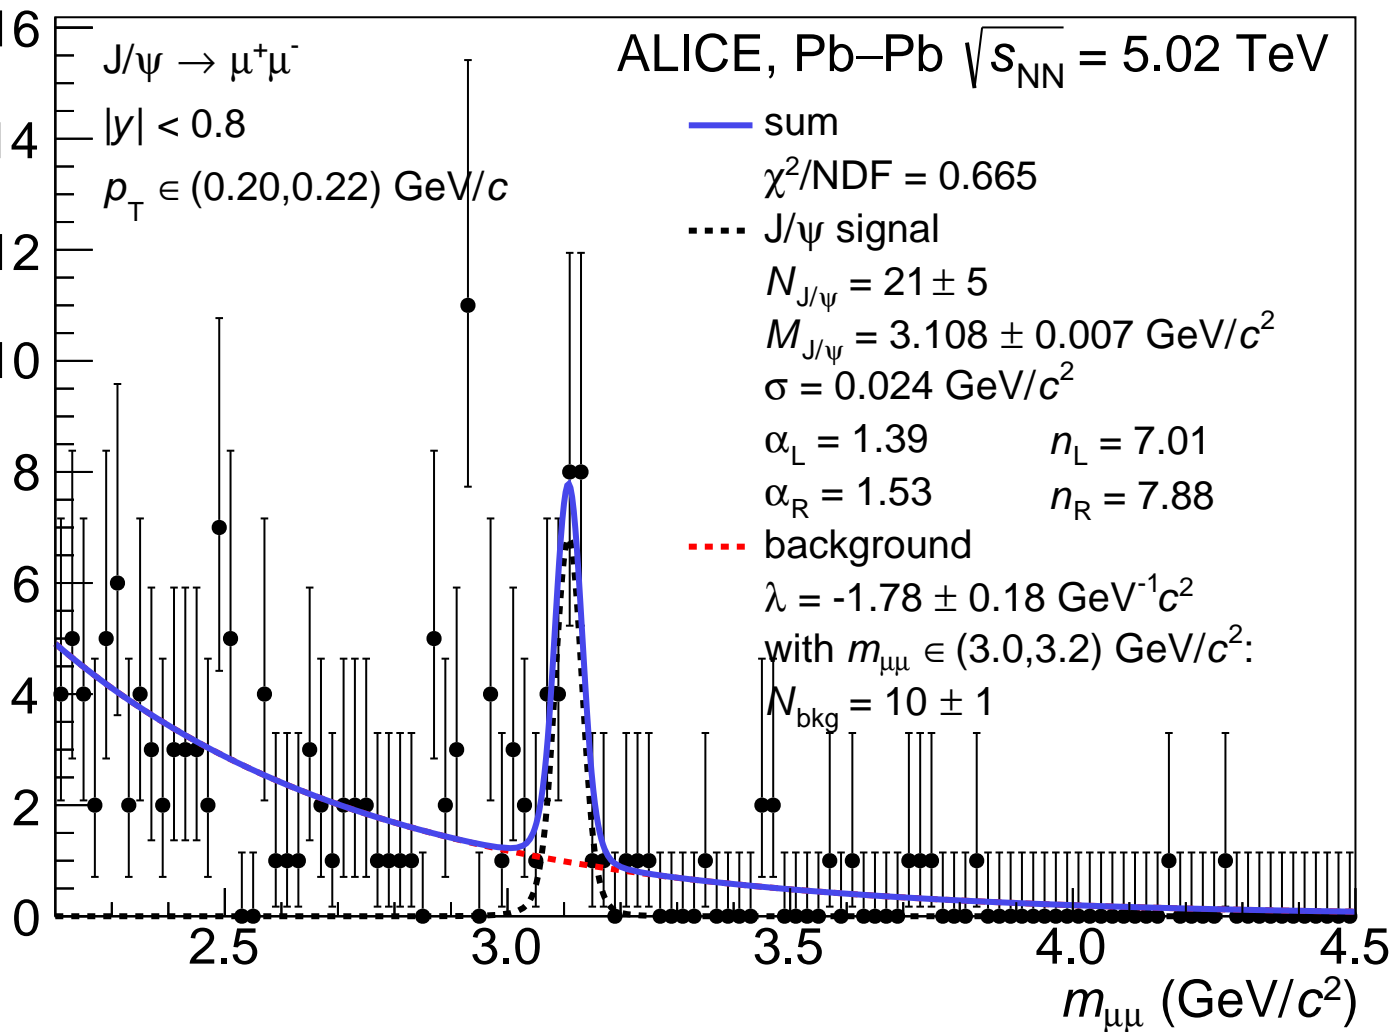 J/ψ → μ⁺μ⁻
|y| < 0.8
p_T ∈ (0.20,0.22) GeV/c
ALICE, Pb–Pb √s_NN = 5.02 TeV
sum
χ²/NDF = 0.665
J/ψ signal
N_J/ψ = 21 ± 5
M_J/ψ = 3.108 ± 0.007 GeV/c²
σ = 0.024 GeV/c²
α_L = 1.39 n_L = 7.01
α_R = 1.53 n_R = 7.88
background
λ = -1.78 ± 0.18 GeV⁻¹c²
with m_μμ ∈ (3.0,3.2) GeV/c²:
N_bkg = 10 ± 1
16
14
12
10
8
6
4
2
0
2.5 3.0 3.5 4.0 4.5
m_μμ (GeV/c²)